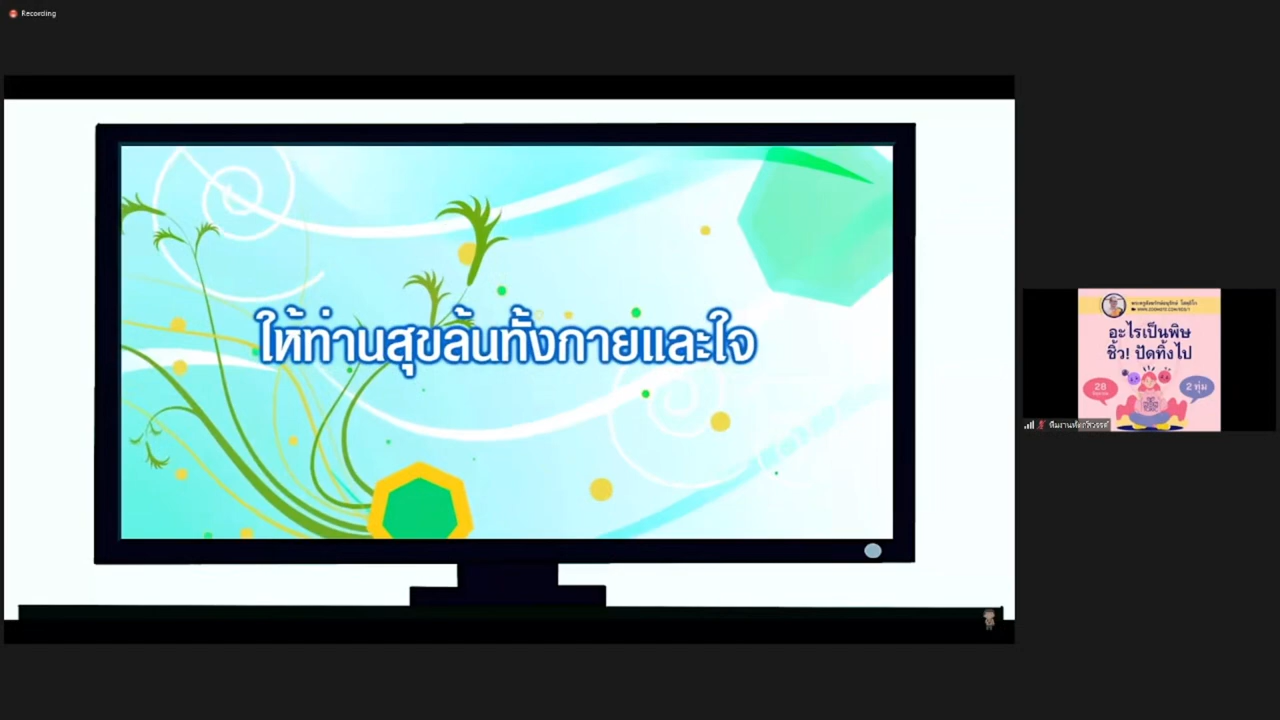 Recording
ให้ท่านสุขล้นทั้งกายและใจ
อะไรเป็นพิษ
ชิ้ว! ปัดทิ้งไป
28
2 ทุ่ม